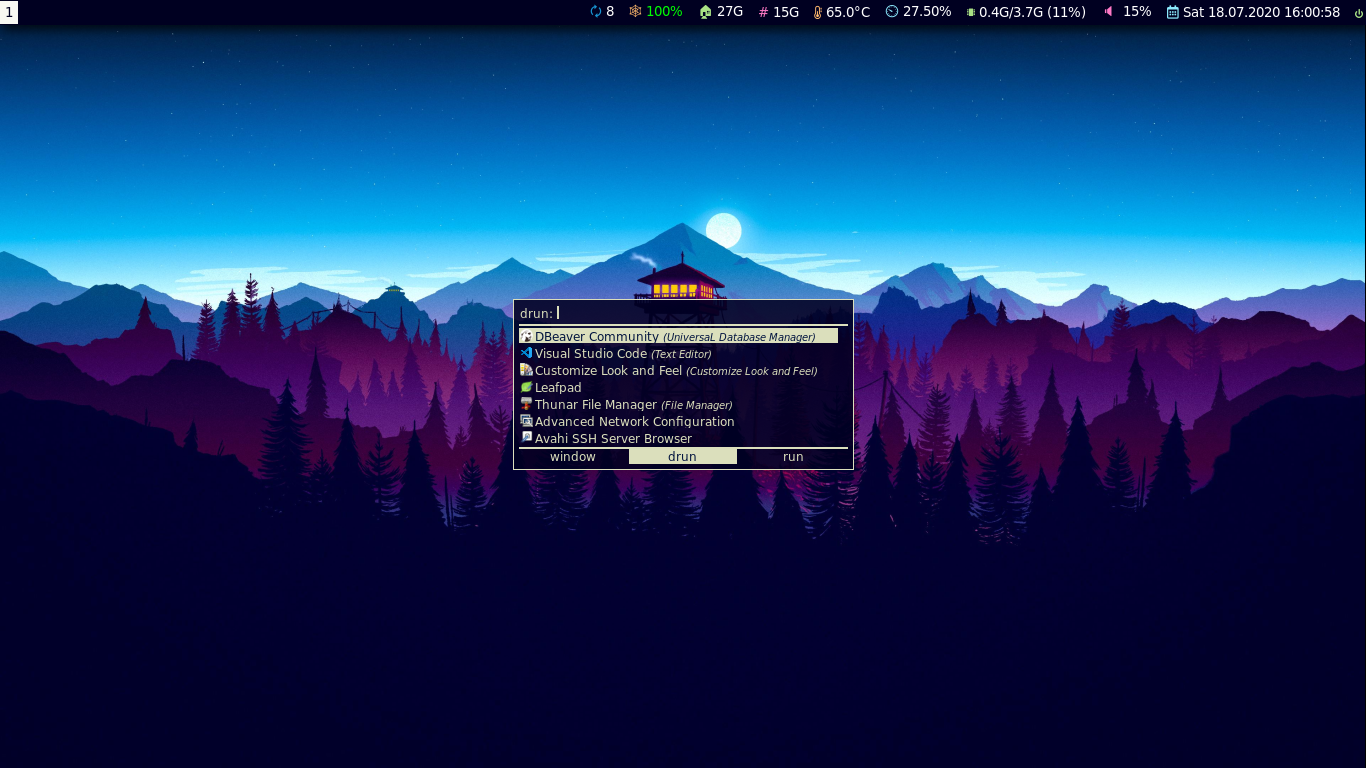 1 8 100% 27G # 15G 65.0°C 27.50% 0.4G/3.7G (11%) 15% Sat 18.07.2020 16:00:58
drun:
DBeaver Community (UniversaL Database Manager)
Visual Studio Code (Text Editor)
Customize Look and Feel (Customize Look and Feel)
Leafpad
Thunar File Manager (File Manager)
Advanced Network Configuration
Avahi SSH Server Browser
window drun run